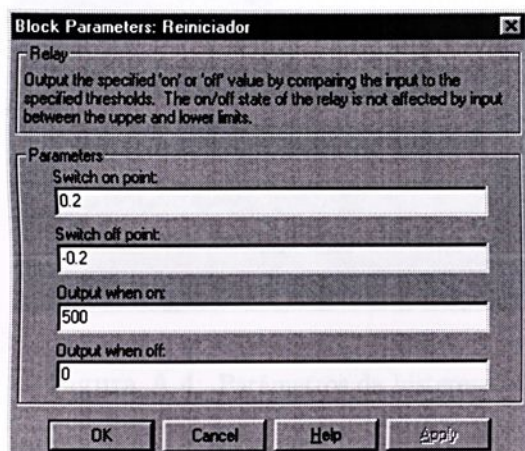 Block Parameters: Reiniciador
Relay
Output the specified 'on' or 'off' value by comparing the input to the
specified thresholds. The on/off state of the relay is not affected by input
between the upper and lower limits.
Parameters
Switch on point:
0.2
Switch off point:
-0.2
Output when on:
500
Output when off:
0
OK
Cancel
Help
Apply